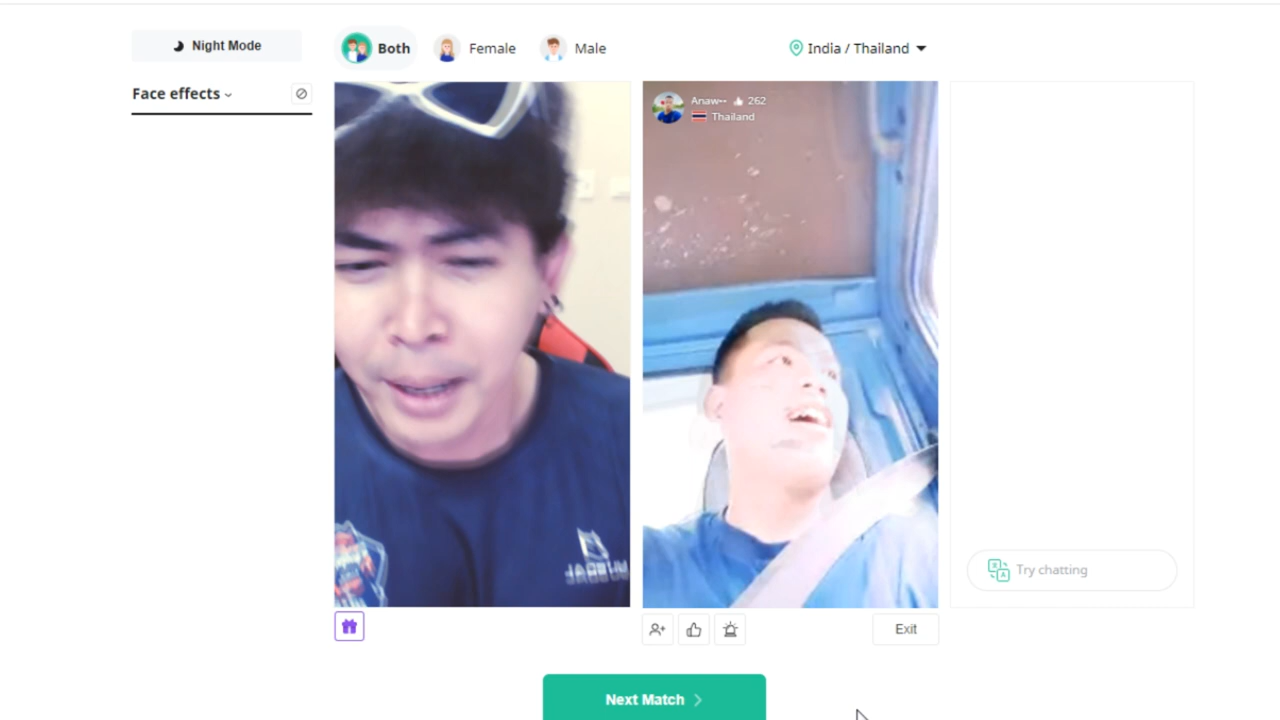 Night Mode
Both
Female
Male
India / Thailand
Face effects
Anaw••
262
Thailand
Try chatting
Exit
Next Match